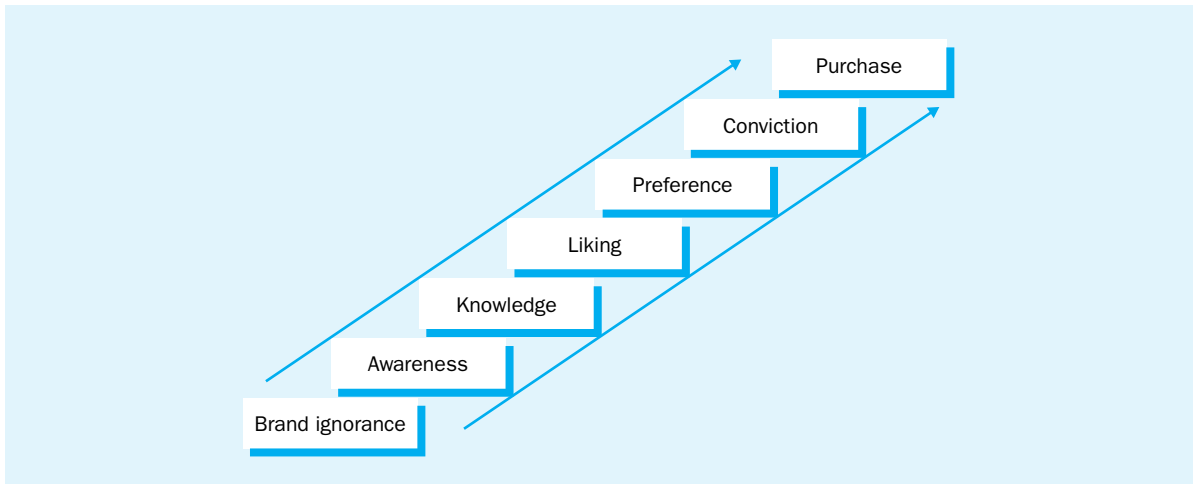 Purchase
Conviction
Preference
Liking
Knowledge
Awareness
Brand ignorance